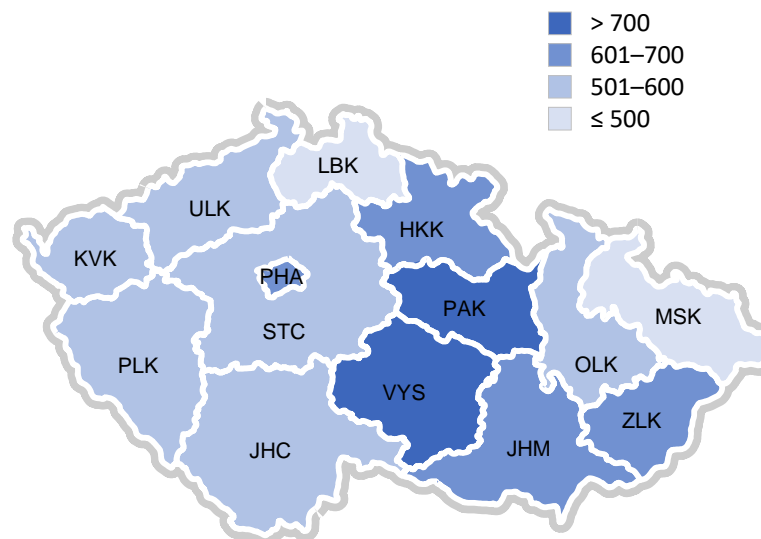 > 700
601–700
501–600
≤ 500
LBK
ULK
HKK
KVK
PHA
PAK
MSK
STC
PLK
OLK
VYS
ZLK
JHC
JHM